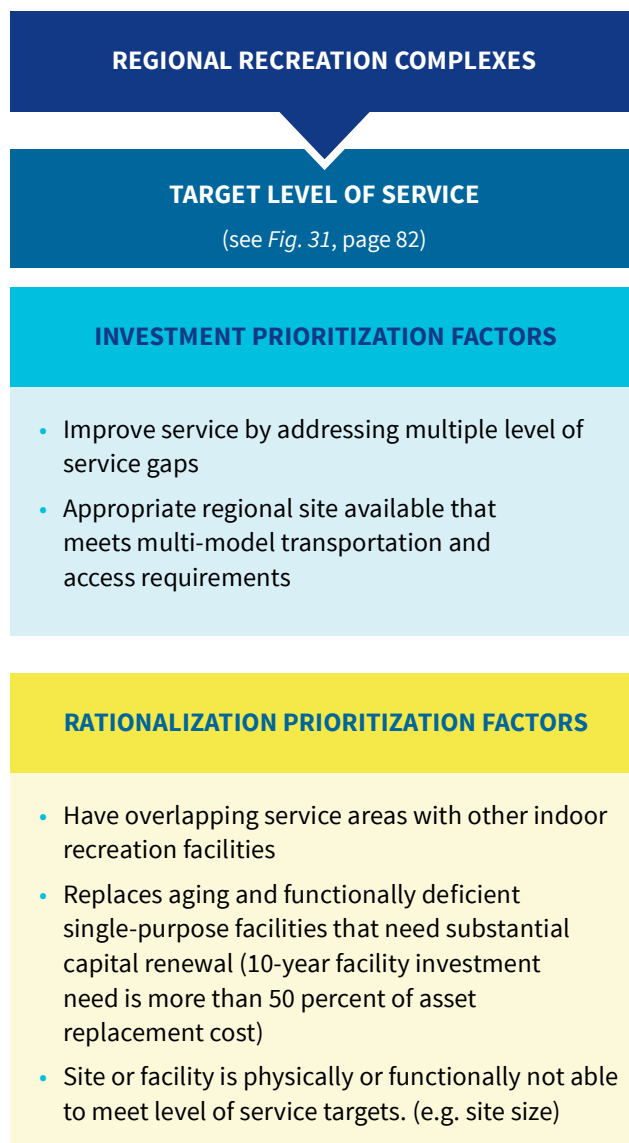 REGIONAL RECREATION COMPLEXES
TARGET LEVEL OF SERVICE
(see Fig. 31, page 82)
INVESTMENT PRIORITIZATION FACTORS
• Improve service by addressing multiple level of
service gaps
• Appropriate regional site available that
meets multi-model transportation and
access requirements
RATIONALIZATION PRIORITIZATION FACTORS
• Have overlapping service areas with other indoor
recreation facilities
• Replaces aging and functionally deficient
single-purpose facilities that need substantial
capital renewal (10-year facility investment
need is more than 50 percent of asset
replacement cost)
• Site or facility is physically or functionally not able
to meet level of service targets. (e.g. site size)